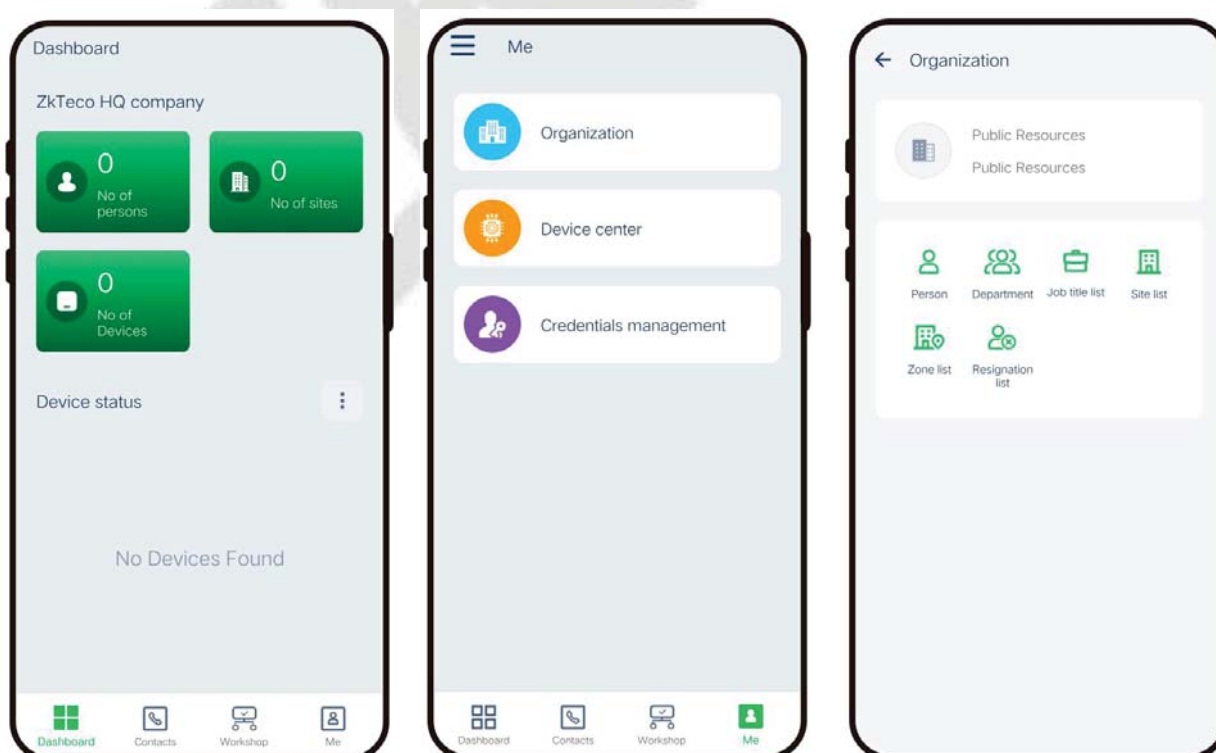 Dashboard
ZkTeco HQ company
0
No of
persons
0
No of sites
0
No of
Devices
Device status
No Devices Found
Dashboard
Contacts
Workshop
Me
Me
Organization
Device center
Credentials management
Dashboard
Contacts
Workshop
Me
Organization
Public Resources
Public Resources
Person
Department
Job title list
Site list
Zone list
Resignation
list